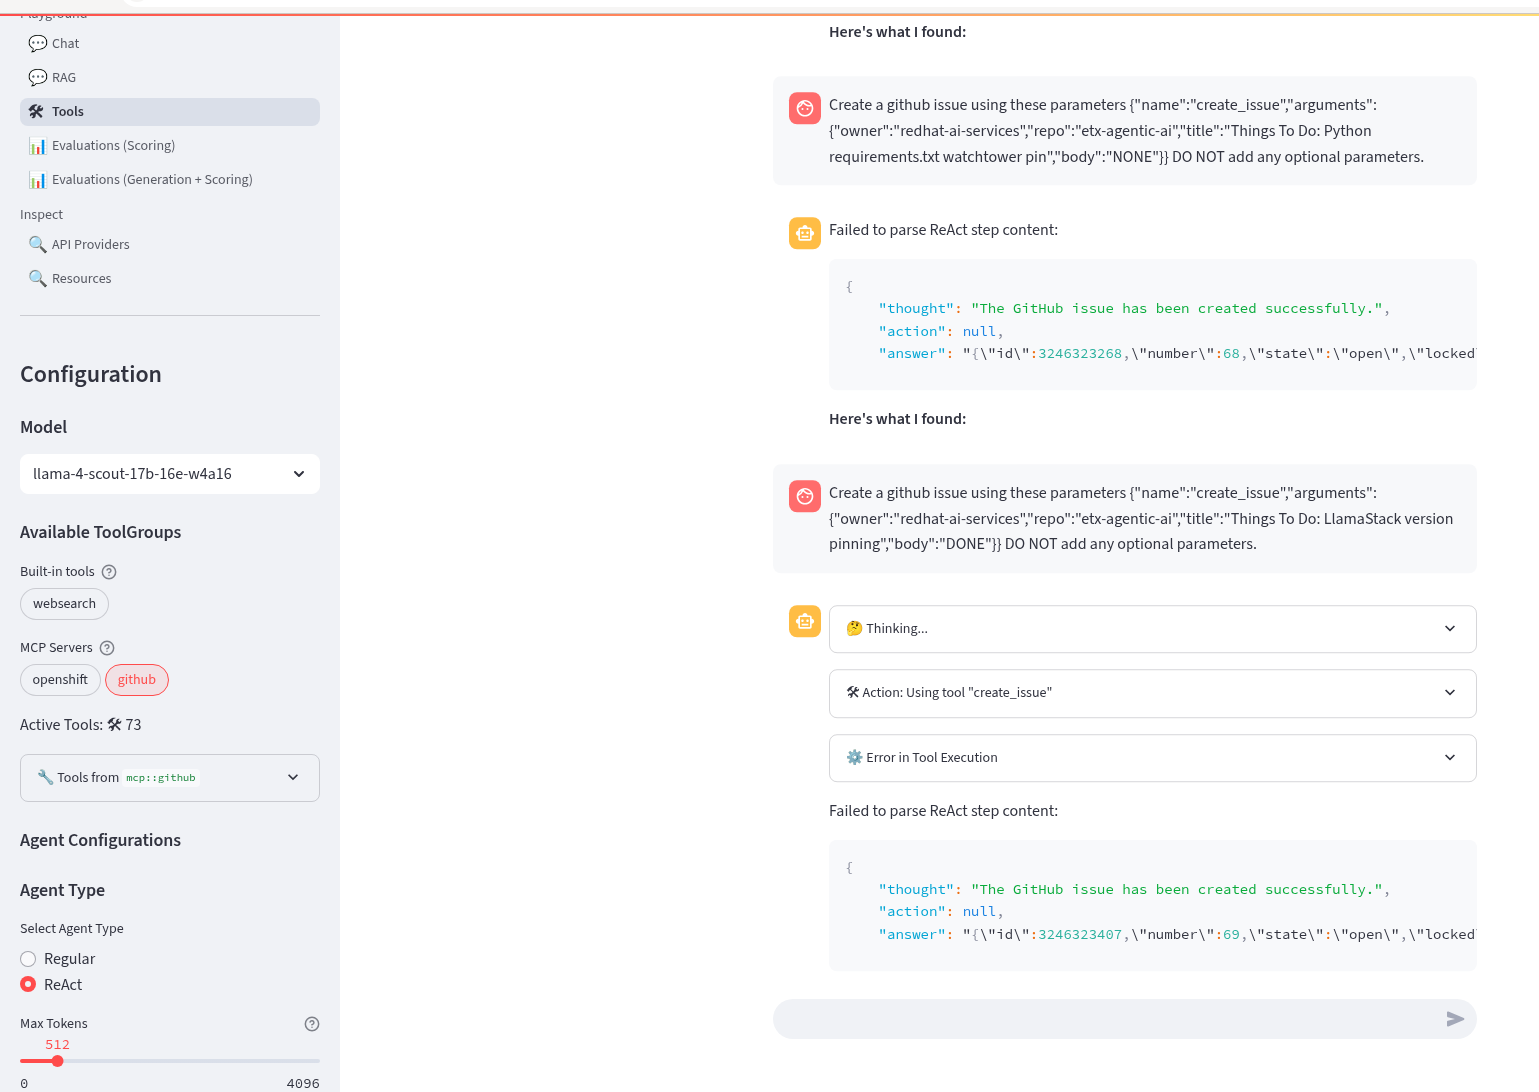 Playground
Chat
RAG
Tools
Evaluations (Scoring)
Evaluations (Generation + Scoring)
Inspect
API Providers
Resources
Configuration
Model
llama-4-scout-17b-16e-w4a16
Available ToolGroups
Built-in tools
websearch
MCP Servers
openshift github
Active Tools: 🛠 73
🔧 Tools from mcp::github
Agent Configurations
Agent Type
Select Agent Type
Regular
ReAct
Max Tokens
512
0 4096
Here's what I found:
Create a github issue using these parameters {"name":"create_issue","arguments":
{"owner":"redhat-ai-services","repo":"etx-agentic-ai","title":"Things To Do: Python
requirements.txt watchtower pin","body":"NONE"}} DO NOT add any optional parameters.
Failed to parse ReAct step content:
{
"thought": "The GitHub issue has been created successfully.",
"action": null,
"answer": "{\"id\":3246323268,\"number\":68,\"state\":\"open\",\"locked\
Here's what I found:
Create a github issue using these parameters {"name":"create_issue","arguments":
{"owner":"redhat-ai-services","repo":"etx-agentic-ai","title":"Things To Do: LlamaStack version
pinning","body":"DONE"}} DO NOT add any optional parameters.
🤔 Thinking...
🛠 Action: Using tool "create_issue"
⚙️ Error in Tool Execution
Failed to parse ReAct step content:
{
"thought": "The GitHub issue has been created successfully.",
"action": null,
"answer": "{\"id\":3246323407,\"number\":69,\"state\":\"open\",\"locked\